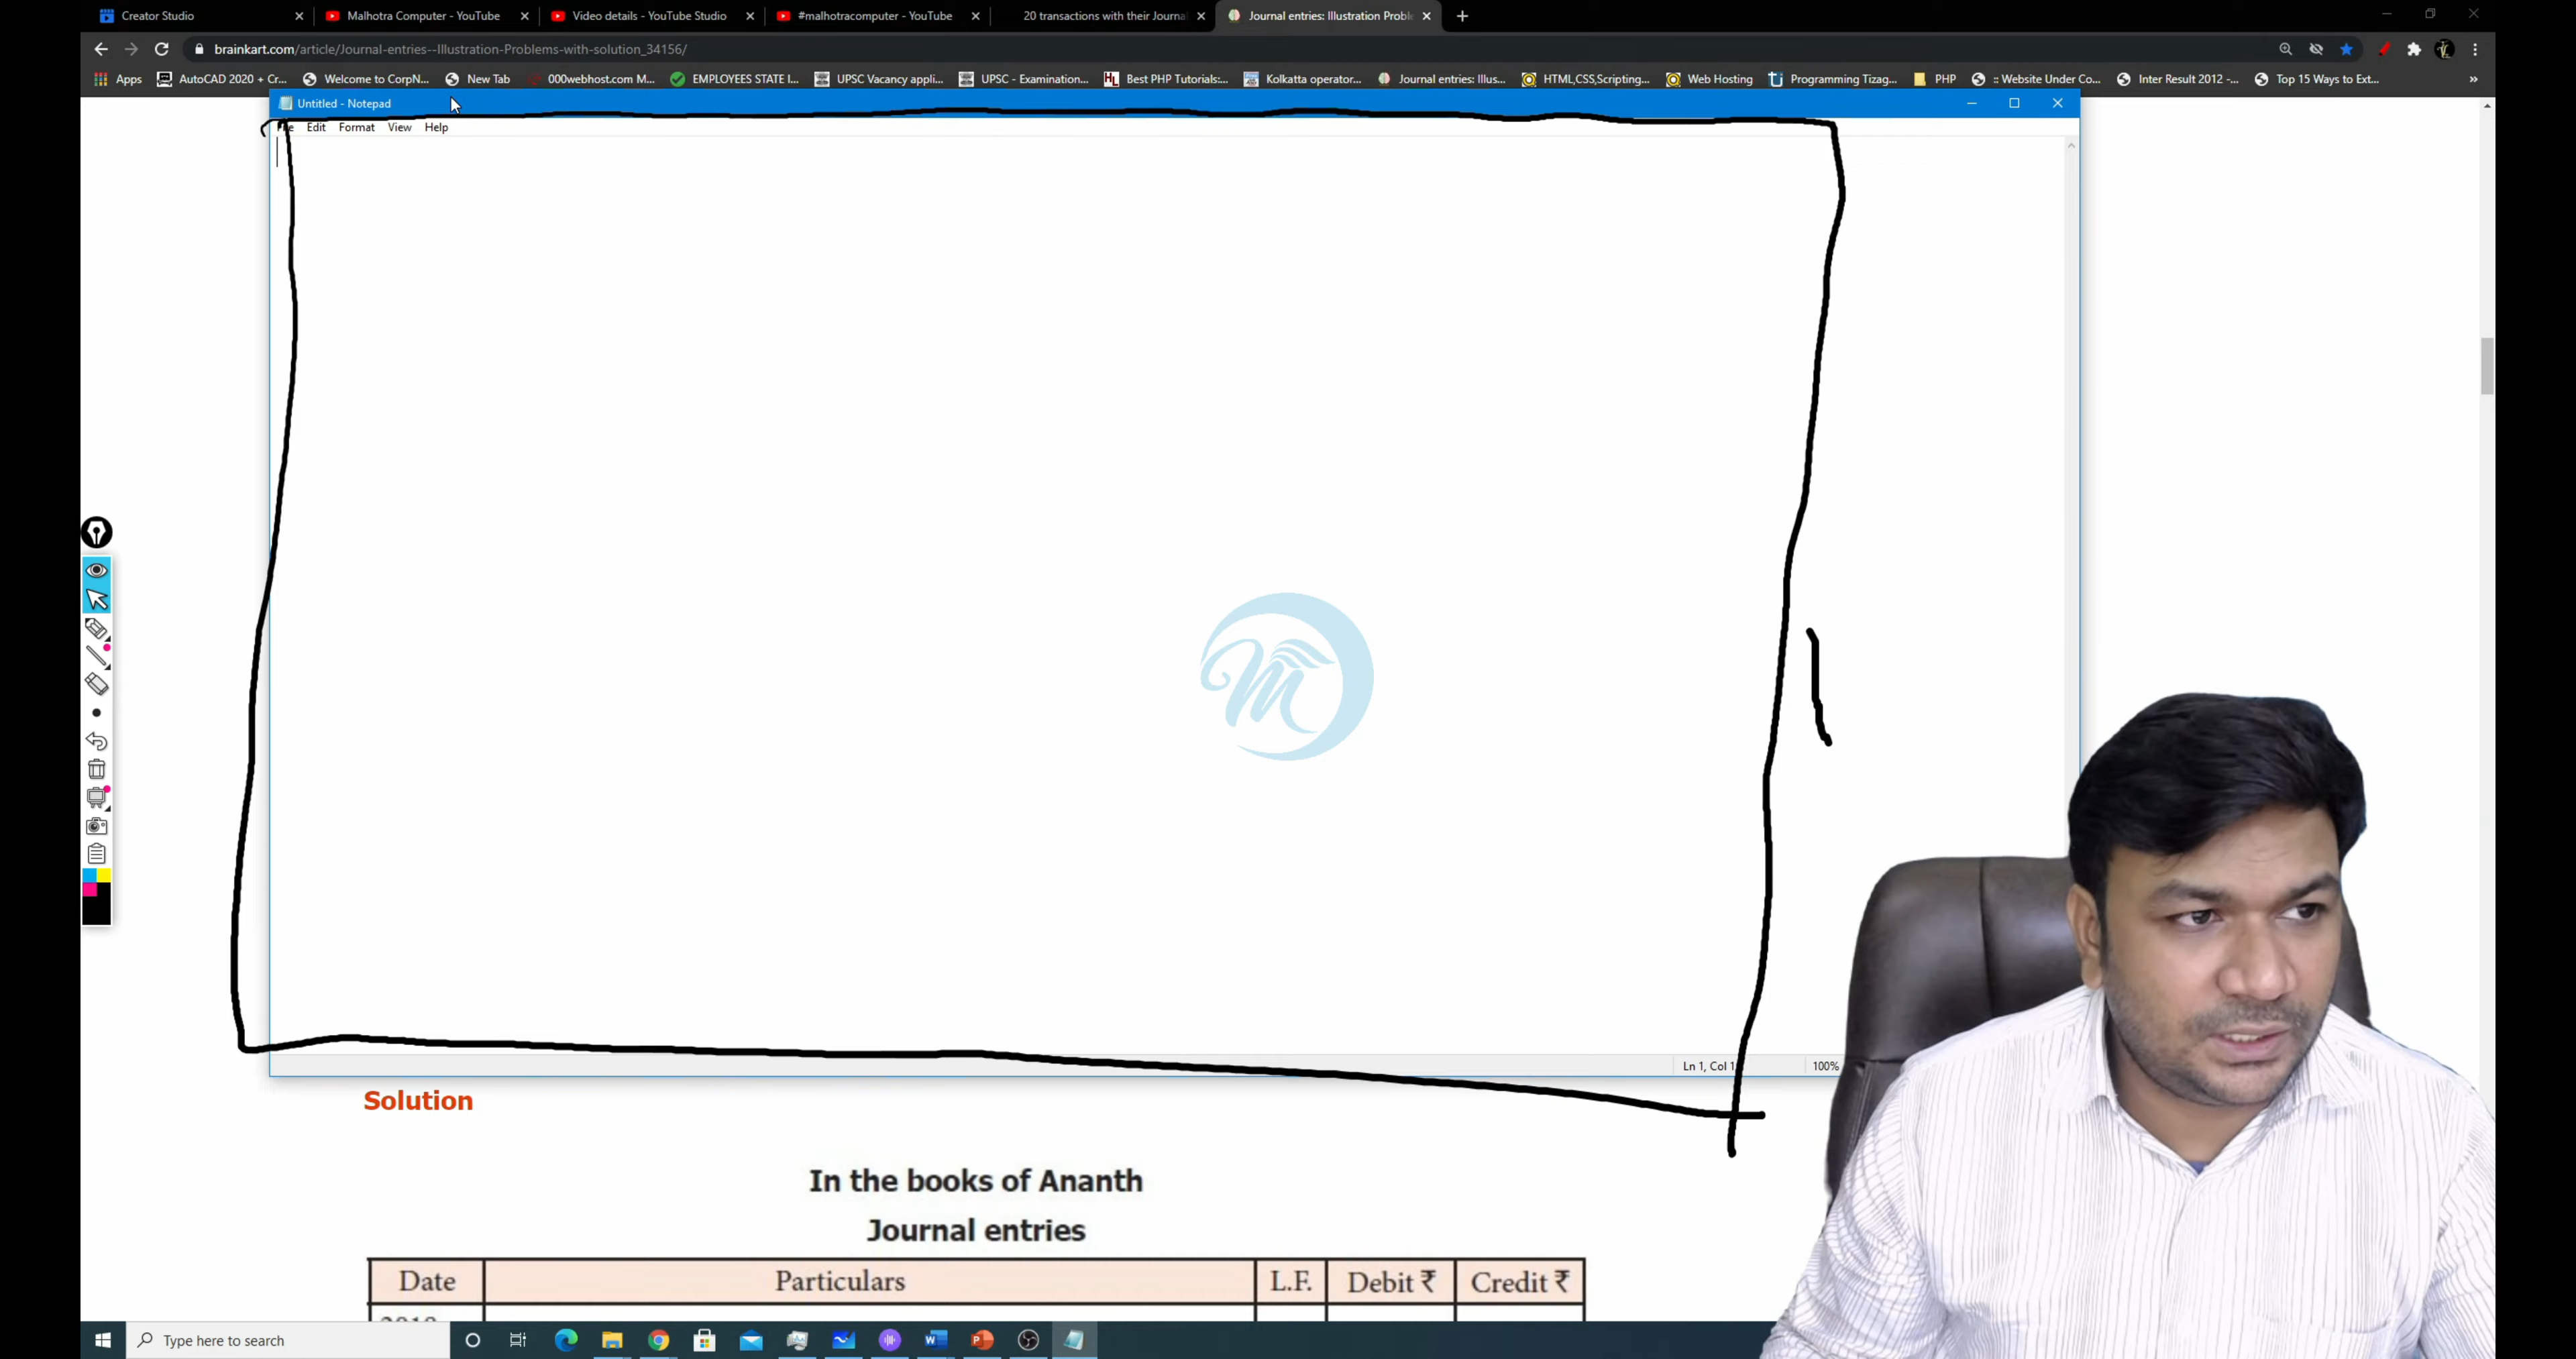 Creator Studio
Malhotra Computer - YouTube
Video details - YouTube Studio
#malhotracomputer - YouTube
20 transactions with their Journal
Journal entries: Illustration Probl
brainkart.com/article/Journal-entries--Illustration-Problems-with-solution_34156/
Apps
AutoCAD 2020 + Cr...
Welcome to CorpN...
New Tab
000webhost.com M...
EMPLOYEES STATE I...
UPSC Vacancy appli...
UPSC - Examination...
HL
Best PHP Tutorials:...
Kolkatta operator...
Journal entries: Illus...
HTML,CSS,Scripting...
Web Hosting
Programming Tizag...
PHP
:: Website Under Co...
Inter Result 2012 -...
Top 15 Ways to Ext...
»
Untitled - Notepad
Edit Format View Help
M
Ln 1, Col 1
100%
Solution
In the books of Ananth
Journal entries
Date Particulars L.F. Debit ₹ Credit ₹
Type here to search